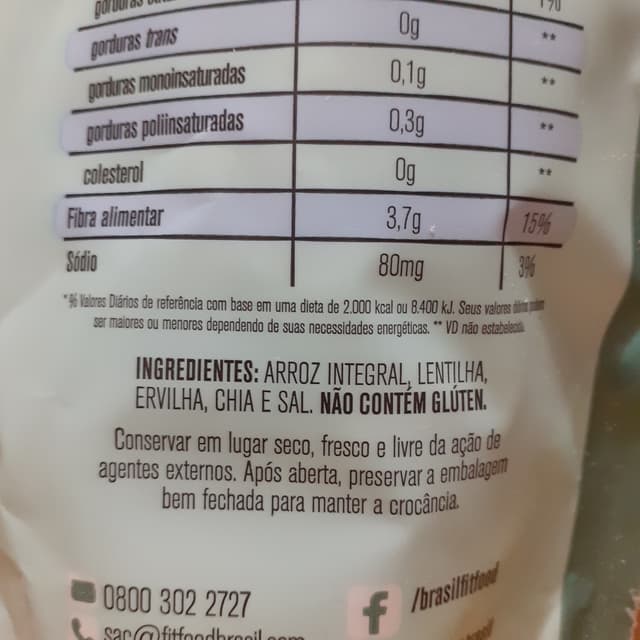 gorduras trans 0g **
gorduras monoinsaturadas 0,1g **
gorduras poliinsaturadas 0,3g **
colesterol 0g **
Fibra alimentar 3,7g 15%
Sódio 80mg 3%
*% Valores Diários de referência com base em uma dieta de 2.000 kcal ou 8.400 kJ. Seus valores diários podem
ser maiores ou menores dependendo de suas necessidades energéticas. ** VD não estabelecido.
INGREDIENTES: ARROZ INTEGRAL, LENTILHA,
ERVILHA, CHIA E SAL. NÃO CONTÉM GLÚTEN.
Conservar em lugar seco, fresco e livre da ação de
agentes externos. Após aberta, preservar a embalagem
bem fechada para manter a crocância.
0800 302 2727
f /brasilfitfood
sac@fitfoodbrasil.com